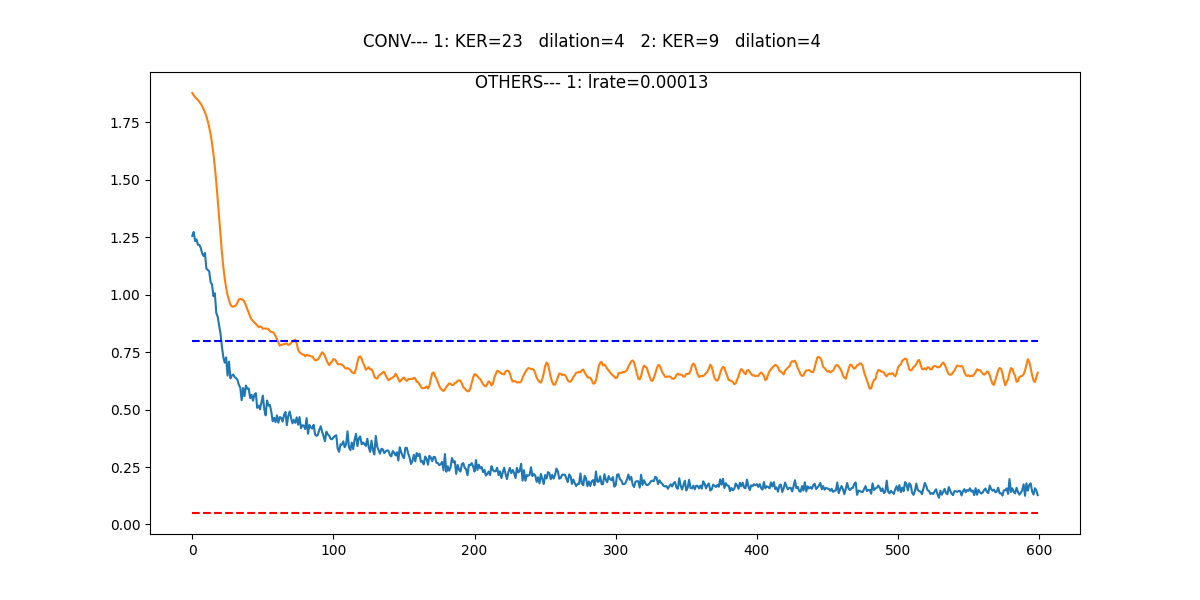 CONV--- 1: KER=23   dilation=4   2: KER=9   dilation=4
OTHERS--- 1: lrate=0.00013
1.75
1.50
1.25
1.00
0.75
0.50
0.25
0.00
0 100 200 300 400 500 600